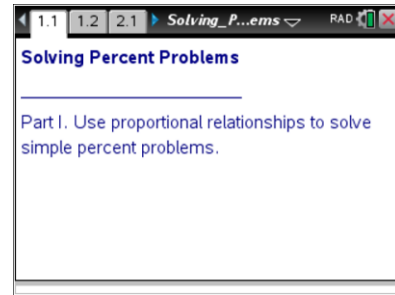 1.1 1.2 2.1 Solving_P...ems RAD
Solving Percent Problems
Part I. Use proportional relationships to solve
simple percent problems.